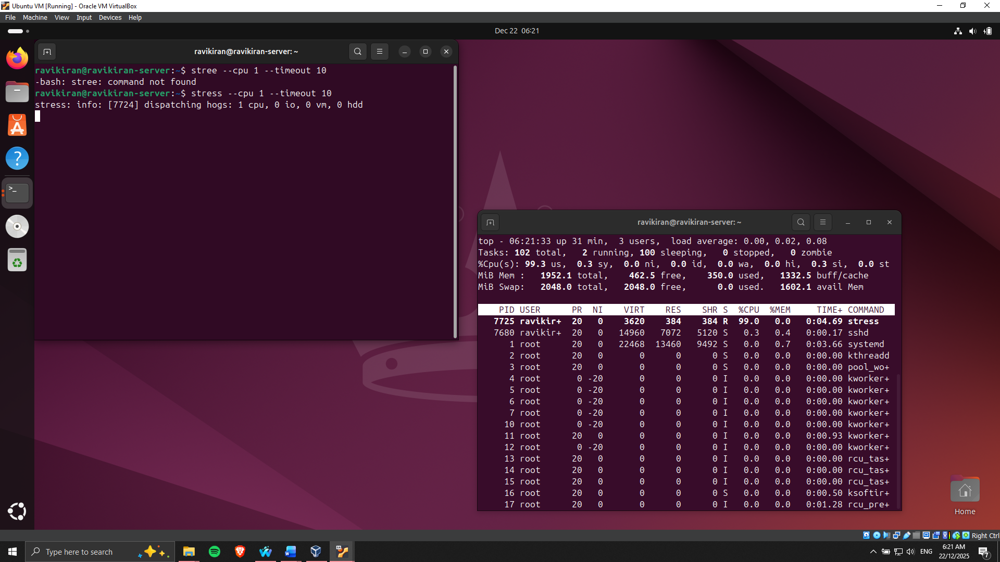 Ubuntu VM [Running] - Oracle VM VirtualBox
File Machine View Input Devices Help
Dec 22 06:21
ravikiran@ravikiran-server: ~
ravikiran@ravikiran-server:~$ stree --cpu 1 --timeout 10
-bash: stree: command not found
ravikiran@ravikiran-server:~$ stress --cpu 1 --timeout 10
stress: info: [7724] dispatching hogs: 1 cpu, 0 io, 0 vm, 0 hdd
ravikiran@ravikiran-server: ~
top - 06:21:33 up 31 min, 3 users, load average: 0.00, 0.02, 0.08
Tasks: 102 total, 2 running, 100 sleeping, 0 stopped, 0 zombie
%Cpu(s): 99.3 us, 0.3 sy, 0.0 ni, 0.0 id, 0.0 wa, 0.0 hi, 0.3 si, 0.0 st
MiB Mem : 1952.1 total, 462.5 free, 350.0 used, 1332.5 buff/cache
MiB Swap: 2048.0 total, 2048.0 free, 0.0 used. 1602.1 avail Mem
PID USER PR NI VIRT RES SHR S %CPU %MEM TIME+ COMMAND
7725 ravikir+ 20 0 3620 384 384 R 99.0 0.0 0:04.69 stress
7680 ravikir+ 20 0 14960 7072 5120 S 0.3 0.4 0:00.17 sshd
1 root 20 0 22468 13460 9492 S 0.0 0.7 0:03.66 systemd
2 root 20 0 0 0 0 S 0.0 0.0 0:00.00 kthreadd
3 root 20 0 0 0 0 S 0.0 0.0 0:00.00 pool_wo+
4 root 0 -20 0 0 0 I 0.0 0.0 0:00.00 kworker+
5 root 0 -20 0 0 0 I 0.0 0.0 0:00.00 kworker+
6 root 0 -20 0 0 0 I 0.0 0.0 0:00.00 kworker+
7 root 0 -20 0 0 0 I 0.0 0.0 0:00.00 kworker+
10 root 0 -20 0 0 0 I 0.0 0.0 0:00.00 kworker+
11 root 20 0 0 0 0 I 0.0 0.0 0:00.93 kworker+
12 root 0 -20 0 0 0 I 0.0 0.0 0:00.00 kworker+
13 root 20 0 0 0 0 I 0.0 0.0 0:00.00 rcu_tas+
14 root 20 0 0 0 0 I 0.0 0.0 0:00.00 rcu_tas+
15 root 20 0 0 0 0 I 0.0 0.0 0:00.00 rcu_tas+
16 root 20 0 0 0 0 S 0.0 0.0 0:00.50 ksoftir+
17 root 20 0 0 0 0 I 0.0 0.0 0:01.28 rcu_pre+
Home
Right Ctrl
Type here to search
ENG
6:21 AM
22/12/2025
7